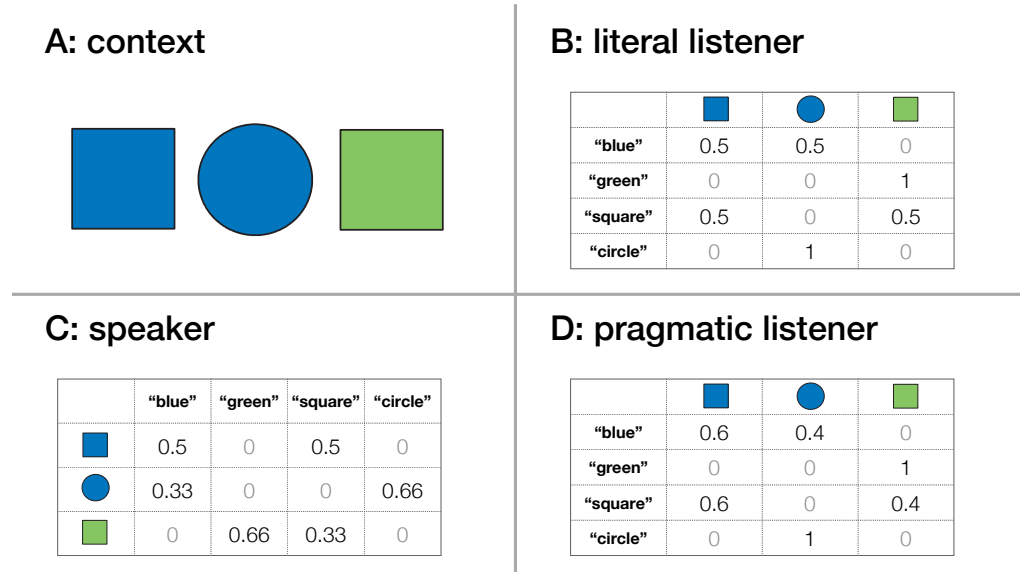 A: context
B: literal listener
“blue” 0.5 0.5 0
“green” 0 0 1
“square” 0.5 0 0.5
“circle” 0 1 0
C: speaker
“blue” “green” “square” “circle”
0.5 0 0.5 0
0.33 0 0 0.66
0 0.66 0.33 0
D: pragmatic listener
“blue” 0.6 0.4 0
“green” 0 0 1
“square” 0.6 0 0.4
“circle” 0 1 0